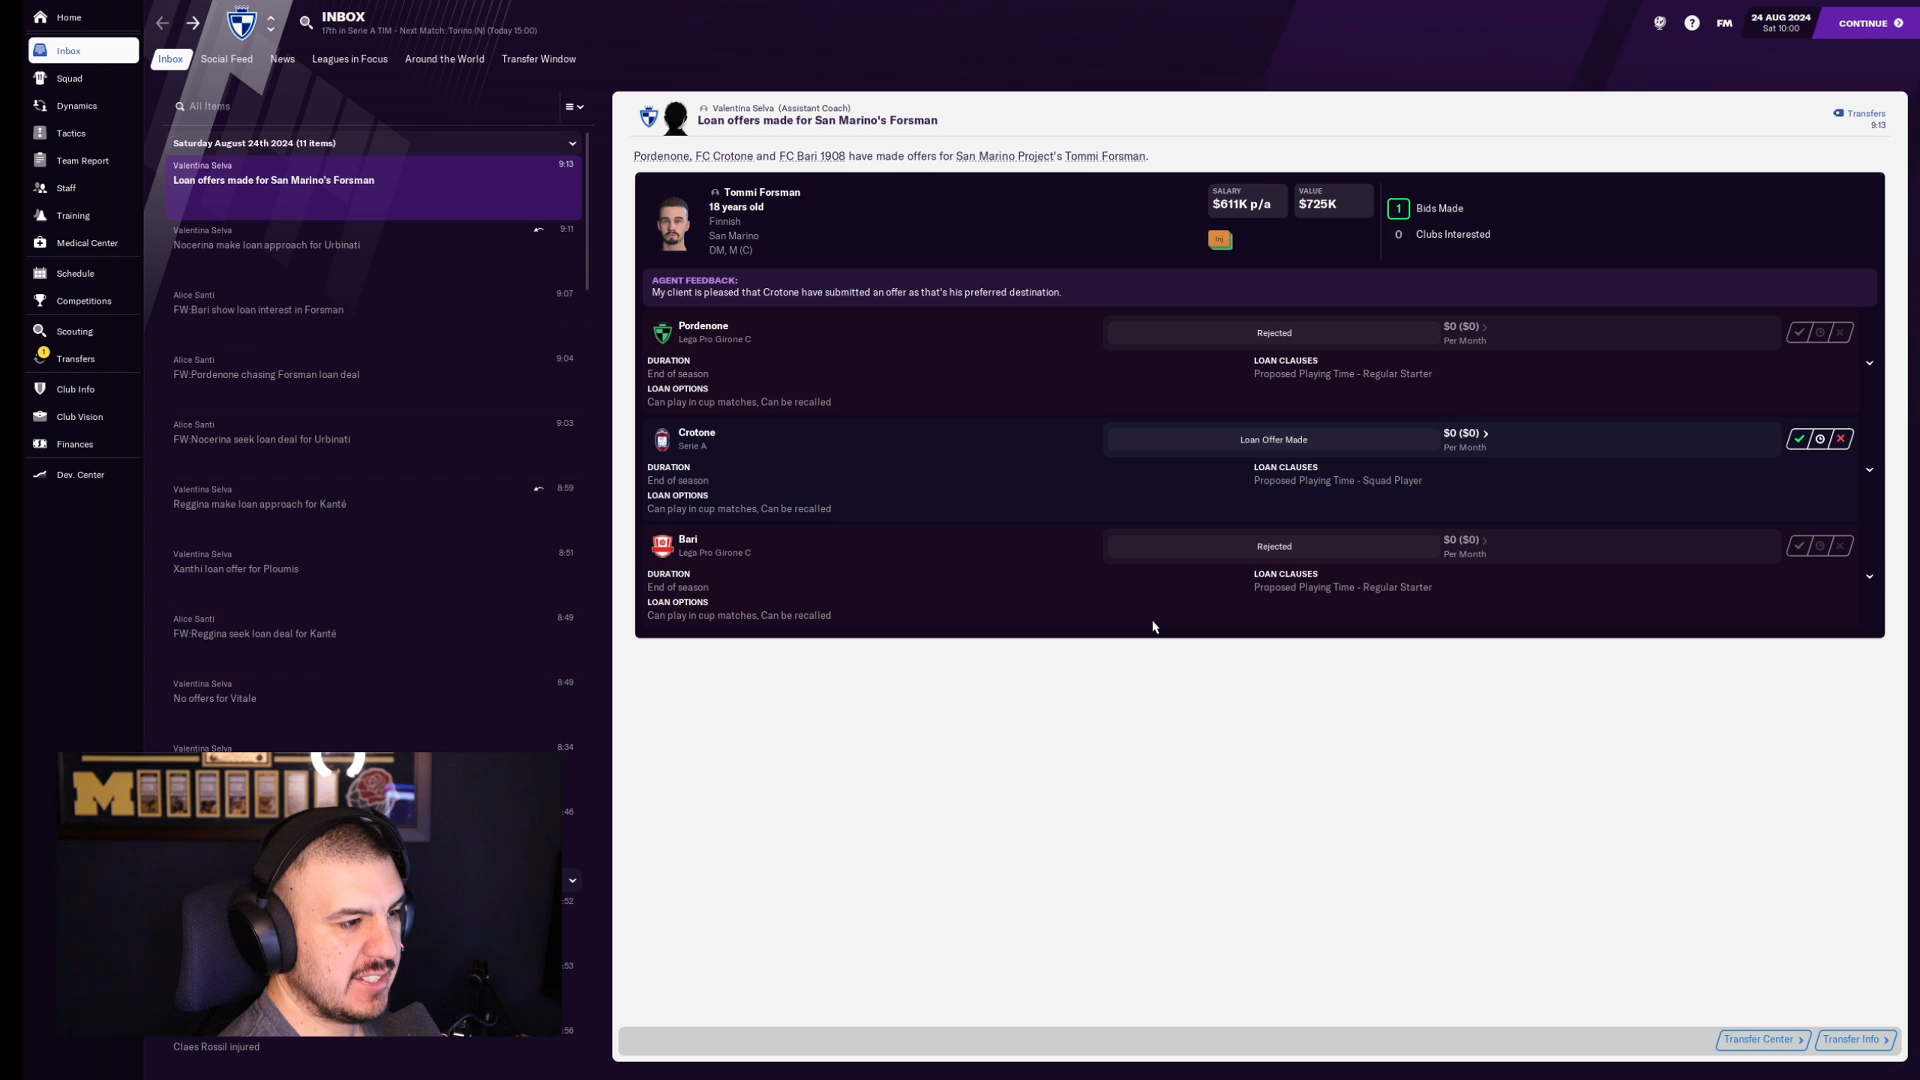 Home
Inbox
Squad
Dynamics
Tactics
Team Report
Staff
Training
Medical Center
Schedule
Competitions
Scouting
1
Transfers
Club Info
Club Vision
Finances
Dev. Center
INBOX
17th in Serie A TIM - Next Match: Torino (N) (Today 15:00)
FM
24 AUG 2024
Sat 10:00
CONTINUE
Inbox Social Feed News Leagues in Focus Around the World Transfer Window
All Items
Saturday August 24th 2024 (11 items)
Valentina Selva 9:13
Loan offers made for San Marino's Forsman
Valentina Selva 9:11
Nocerina make loan approach for Urbinati
Alice Santi 9:07
FW:Bari show loan interest in Forsman
Alice Santi 9:04
FW:Pordenone chasing Forsman loan deal
Alice Santi 9:03
FW:Nocerina seek loan deal for Urbinati
Valentina Selva 8:59
Reggina make loan approach for Kanté
Valentina Selva 8:51
Xanthi loan offer for Ploumis
Alice Santi 8:49
FW:Reggina seek loan deal for Kanté
Valentina Selva 8:49
No offers for Vitale
Valentina Selva 8:34
:46
:52
:53
:56
Claes Rossil injured
M
Valentina Selva (Assistant Coach)
Loan offers made for San Marino's Forsman
Transfers
9:13
Pordenone, FC Crotone and FC Bari 1908 have made offers for San Marino Project's Tommi Forsman.
Tommi Forsman
18 years old
Finnish
San Marino
DM, M (C)
SALARY
$611K p/a
VALUE
$725K
Inj
1 Bids Made
0 Clubs Interested
AGENT FEEDBACK:
My client is pleased that Crotone have submitted an offer as that's his preferred destination.
Pordenone
Lega Pro Girone C
Rejected
$0 ($0)
Per Month
DURATION
End of season
LOAN OPTIONS
Can play in cup matches, Can be recalled
LOAN CLAUSES
Proposed Playing Time - Regular Starter
Crotone
Serie A
Loan Offer Made
$0 ($0)
Per Month
DURATION
End of season
LOAN OPTIONS
Can play in cup matches, Can be recalled
LOAN CLAUSES
Proposed Playing Time - Squad Player
Bari
Lega Pro Girone C
Rejected
$0 ($0)
Per Month
DURATION
End of season
LOAN OPTIONS
Can play in cup matches, Can be recalled
LOAN CLAUSES
Proposed Playing Time - Regular Starter
Transfer Center
Transfer Info